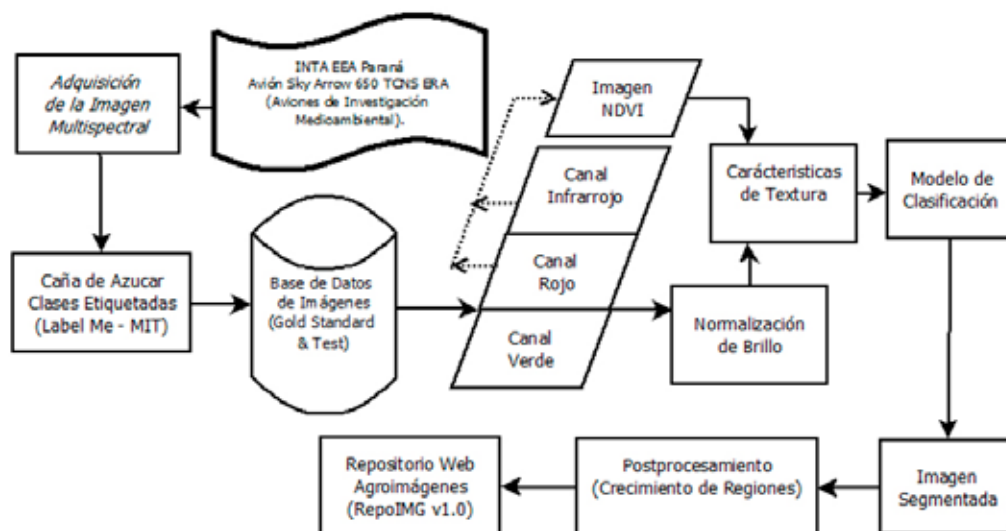 INTA EEA Paraná
Avión Sky Arrow 650 TCNS ERA
(Aviones de Investigación
Medioambiental).
Adquisición
de la Imagen
Multispectral
Caña de Azucar
Clases Etiquetadas
(Label Me - MIT)
Base de Datos
de Imágenes
(Gold Standard
& Test)
Imagen
NDVI
Canal
Infrarrojo
Canal
Rojo
Canal
Verde
Normalización
de Brillo
Carácteristicas
de Textura
Modelo de
Clasificación
Imagen
Segmentada
Postprocesamiento
(Crecimiento de Regiones)
Repositorio Web
Agroimágenes
(RepoIMG v1.0)